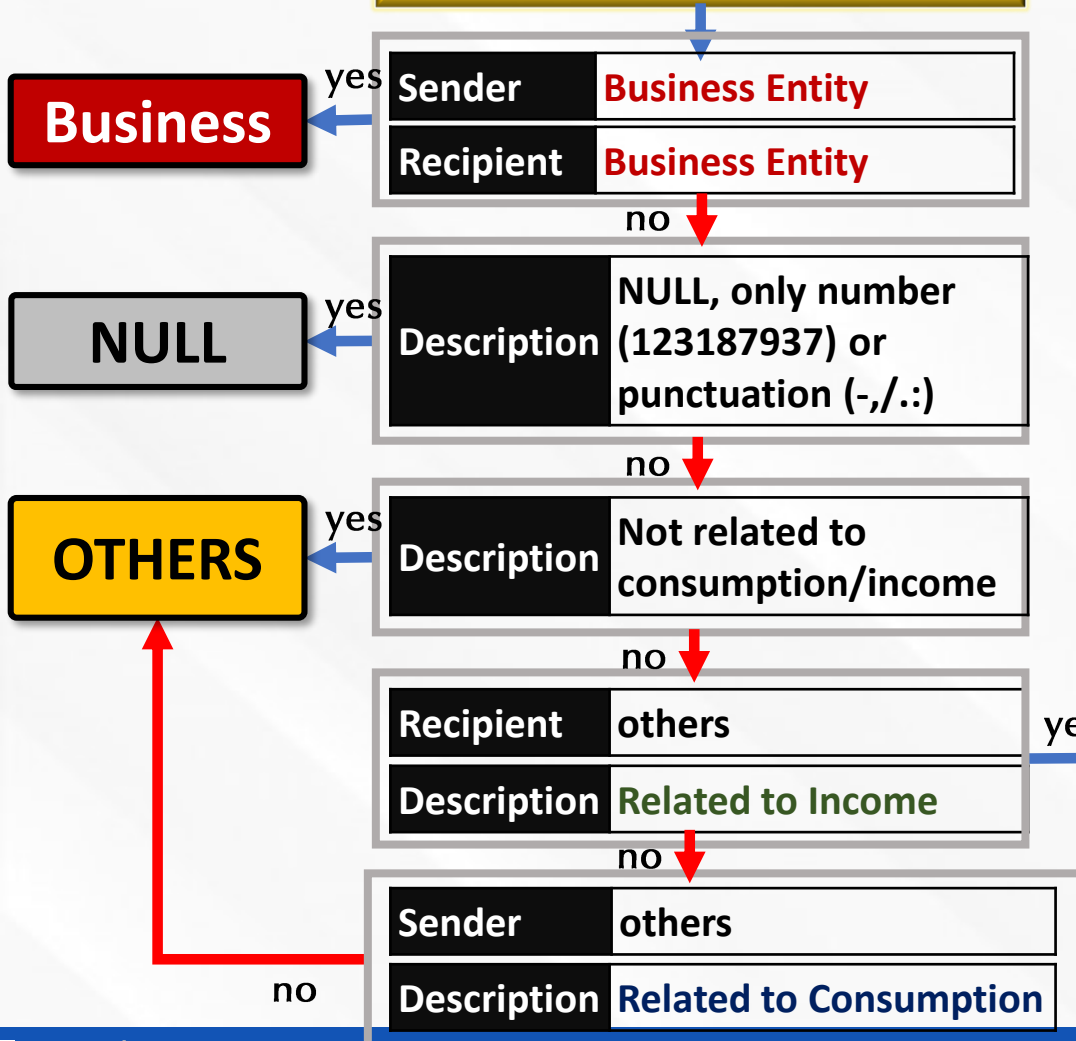 yes
Sender Business Entity
Business
Recipient Business Entity
no
yes
NULL
Description
NULL, only number
(123187937) or
punctuation (-,/.:)
no
yes
OTHERS
Description
Not related to
consumption/income
no
Recipient others
Description Related to Income
no
Sender others
no
Description Related to Consumption